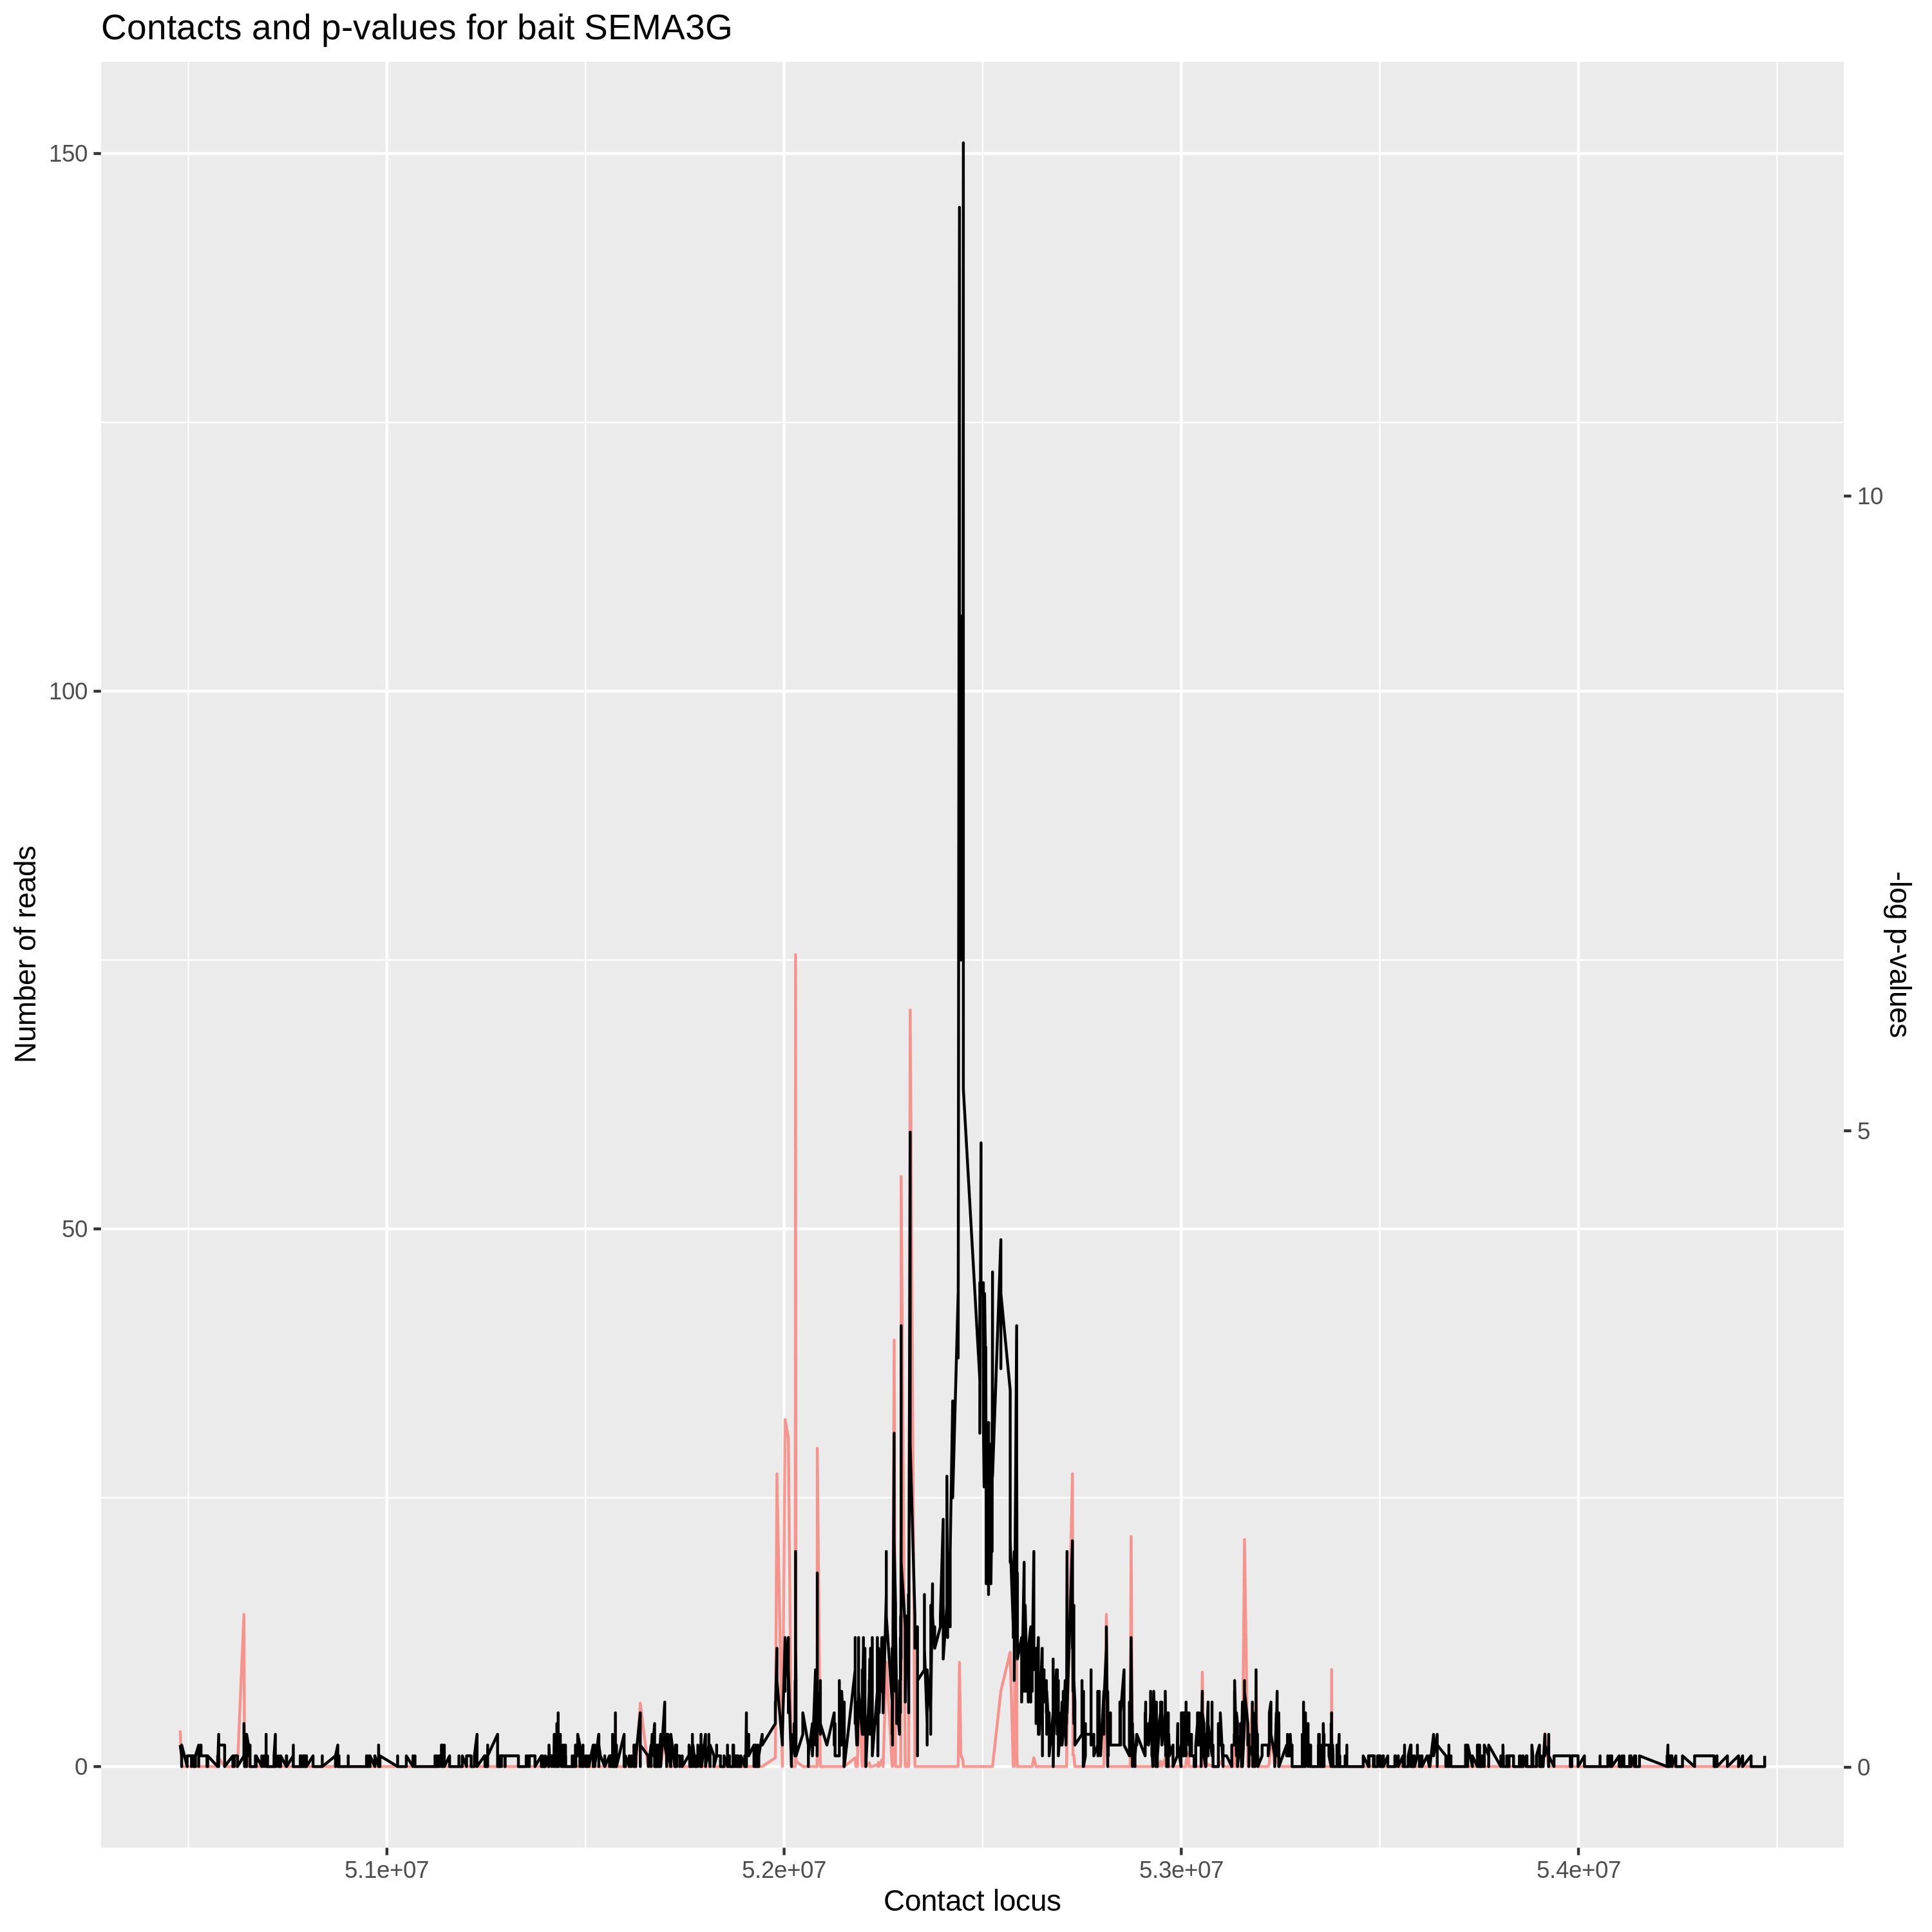 Contacts and p-values for bait SEMA3G
150
100
50
0
10
5
0
Number of reads
-log p-values
5.1e+07 5.2e+07 5.3e+07 5.4e+07
Contact locus